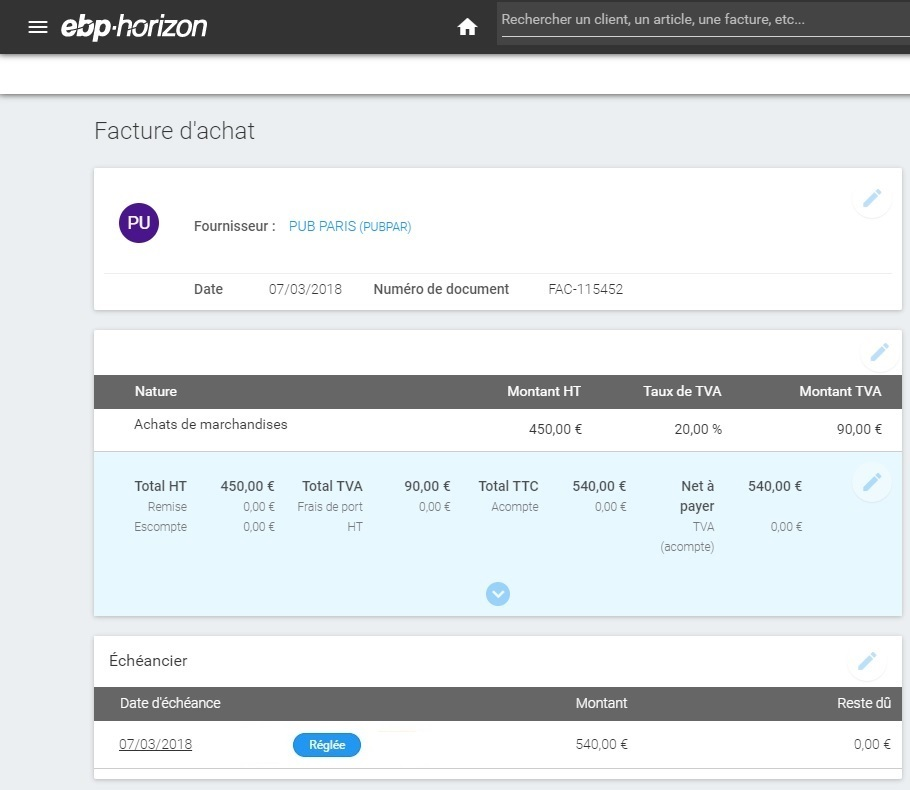 ebp-horizon
Rechercher un client, un article, une facture, etc...
Facture d'achat
PU
Fournisseur : PUB PARIS (PUBPAR)
Date 07/03/2018 Numéro de document FAC-115452
Nature Montant HT Taux de TVA Montant TVA
Achats de marchandises 450,00 € 20,00 % 90,00 €
Total HT 450,00 € Total TVA 90,00 € Total TTC 540,00 € Net à 540,00 €
Remise 0,00 € Frais de port 0,00 € Acompte 0,00 € payer
Escompte 0,00 € HT TVA 0,00 €
(acompte)
Échéancier
Date d'échéance Montant Reste dû
07/03/2018 Réglée 540,00 € 0,00 €